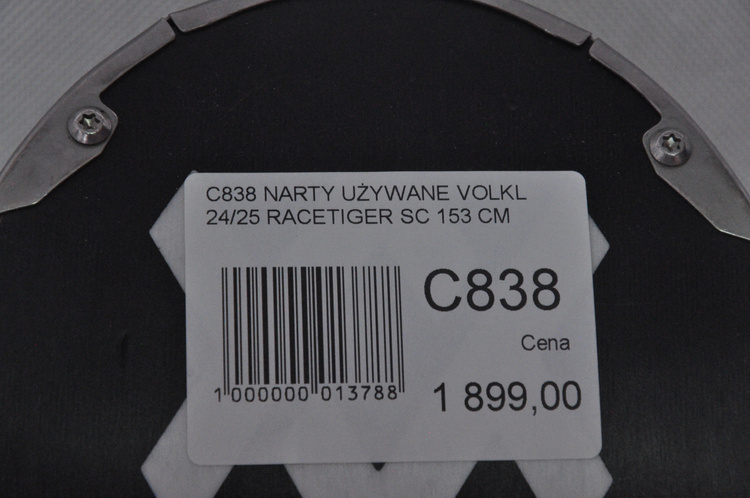 C838 NARTY UŻYWANE VOLKL
24/25 RACETIGER SC 153 CM
C838
Cena
1 899,00
1 000000 013788